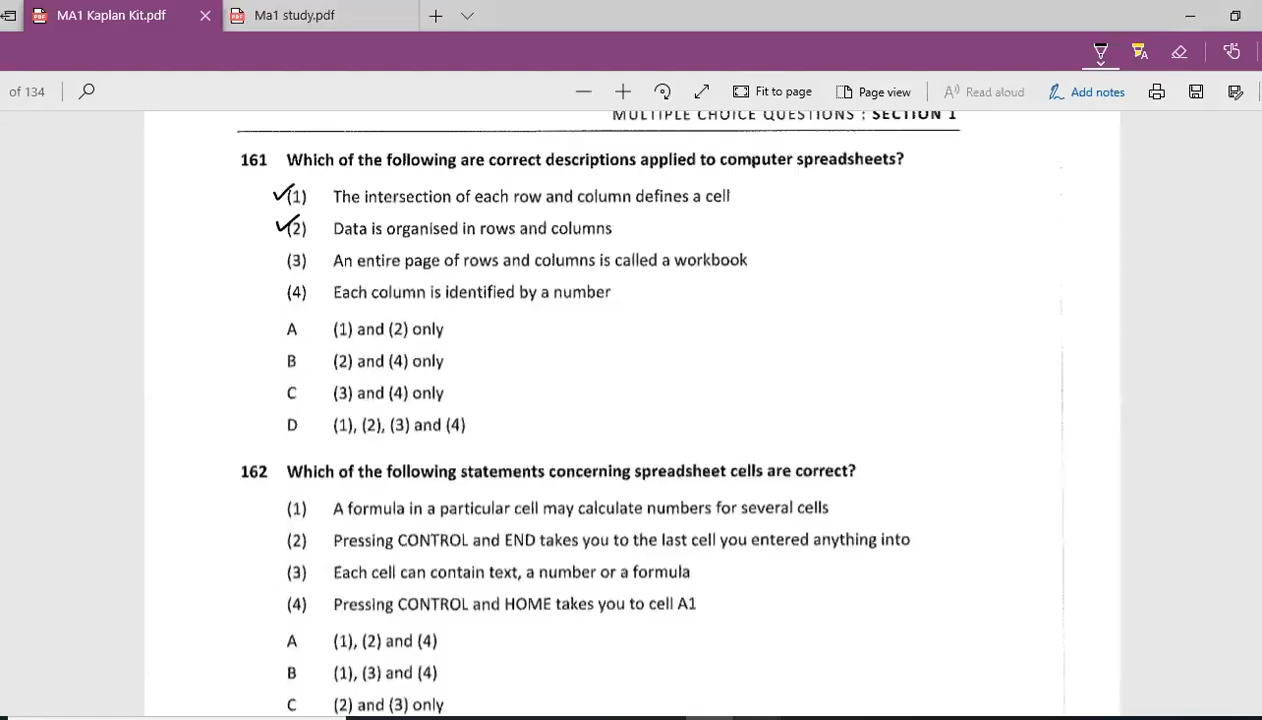 MA1 Kaplan Kit.pdf
Ma1 study.pdf
of 134
Fit to page
Page view
Read aloud
Add notes
MULTIPLE CHOICE QUESTIONS : SECTION 1
161 Which of the following are correct descriptions applied to computer spreadsheets?
(1) The intersection of each row and column defines a cell
(2) Data is organised in rows and columns
(3) An entire page of rows and columns is called a workbook
(4) Each column is identified by a number
A (1) and (2) only
B (2) and (4) only
C (3) and (4) only
D (1), (2), (3) and (4)
162 Which of the following statements concerning spreadsheet cells are correct?
(1) A formula in a particular cell may calculate numbers for several cells
(2) Pressing CONTROL and END takes you to the last cell you entered anything into
(3) Each cell can contain text, a number or a formula
(4) Pressing CONTROL and HOME takes you to cell A1
A (1), (2) and (4)
B (1), (3) and (4)
C (2) and (3) only